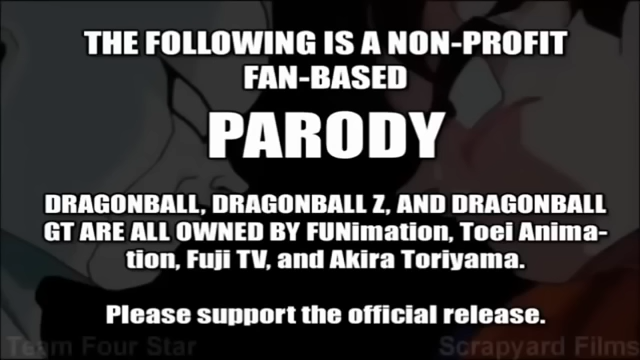 THE FOLLOWING IS A NON-PROFIT
FAN-BASED
PARODY
DRAGONBALL, DRAGONBALL Z, AND DRAGONBALL
GT ARE ALL OWNED BY FUNimation, Toei Anima-
tion, Fuji TV, and Akira Toriyama.
Please support the official release.
Team Four Star
Scrapyard Films